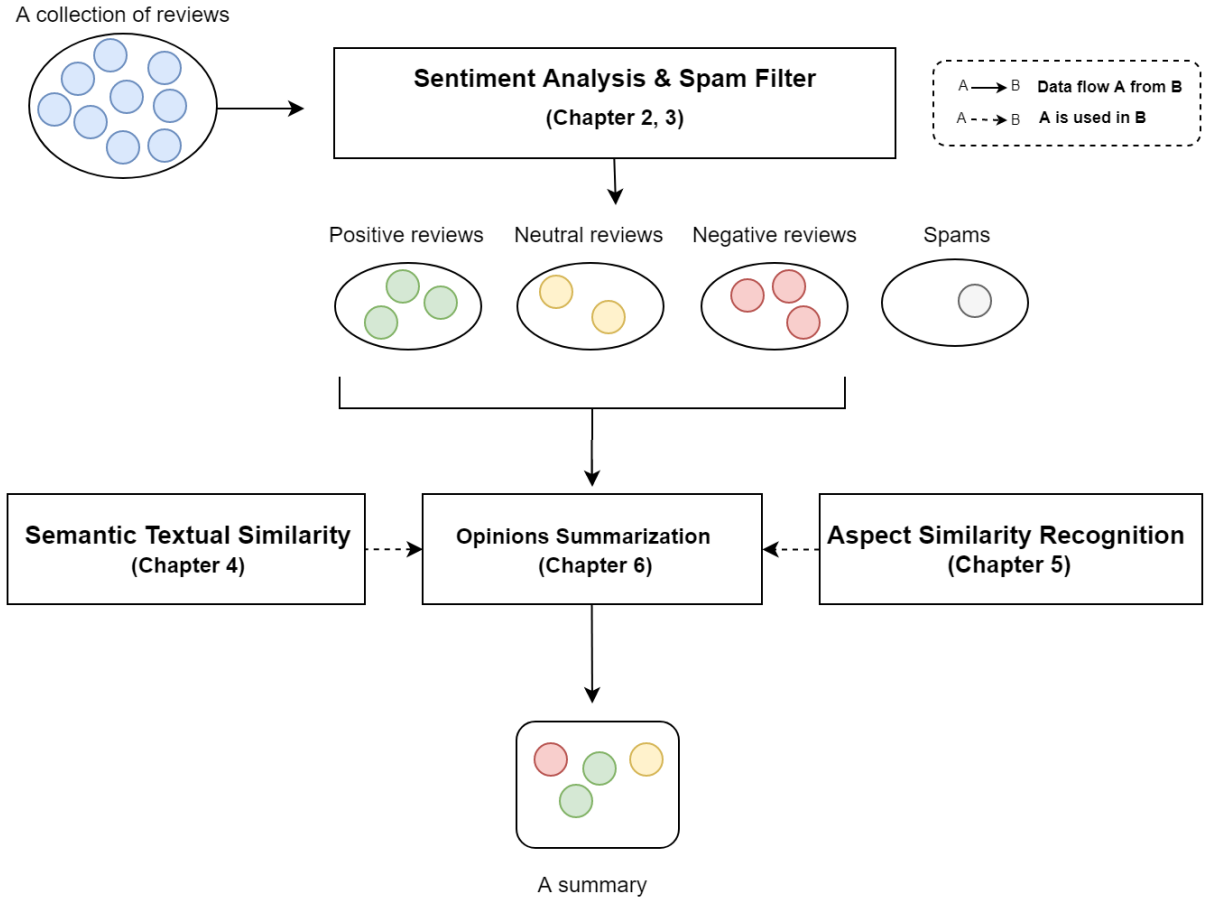 A collection of reviews
Sentiment Analysis & Spam Filter
(Chapter 2, 3)
A B Data flow A from B
A B A is used in B
Positive reviews
Neutral reviews
Negative reviews
Spams
Semantic Textual Similarity
(Chapter 4)
Opinions Summarization
(Chapter 6)
Aspect Similarity Recognition
(Chapter 5)
A summary